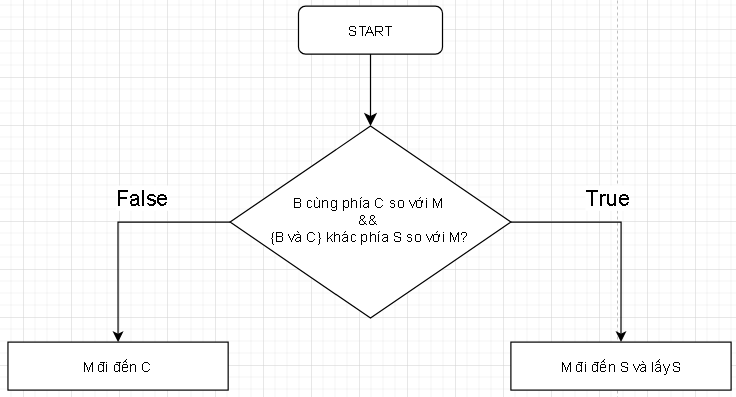 START
False
True
B cùng phía C so với M
&&
{B và C} khác phía S so với M?
M đi đến C
M đi đến S và lấy S